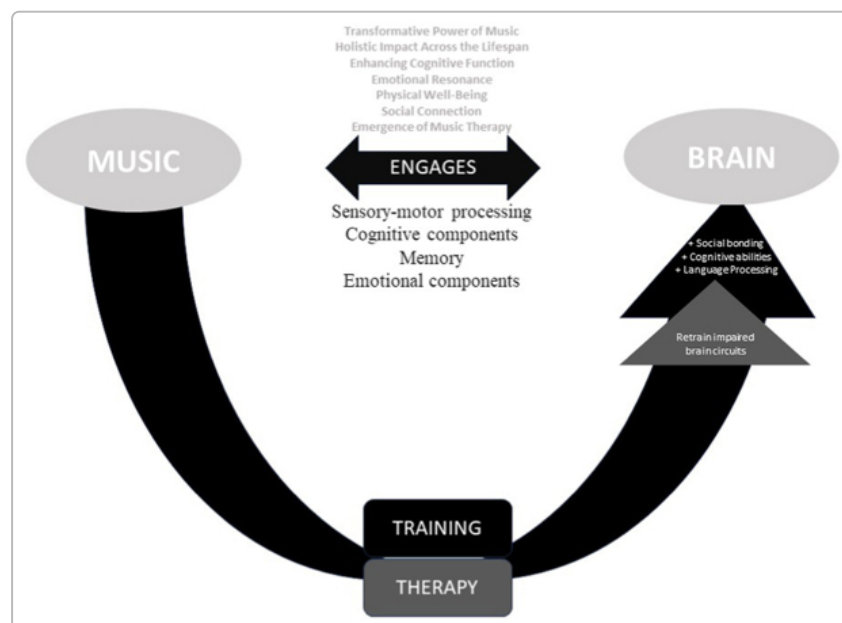 Transformative Power of Music
Holistic Impact Across the Lifespan
Enhancing Cognitive Function
Emotional Resonance
Physical Well-Being
Social Connection
Emergence of Music Therapy
MUSIC
ENGAGES
BRAIN
Sensory-motor processing
Cognitive components
Memory
Emotional components
+ Social bonding
+ Cognitive abilities
+ Language Processing
Retrain impaired
brain circuits
TRAINING
THERAPY